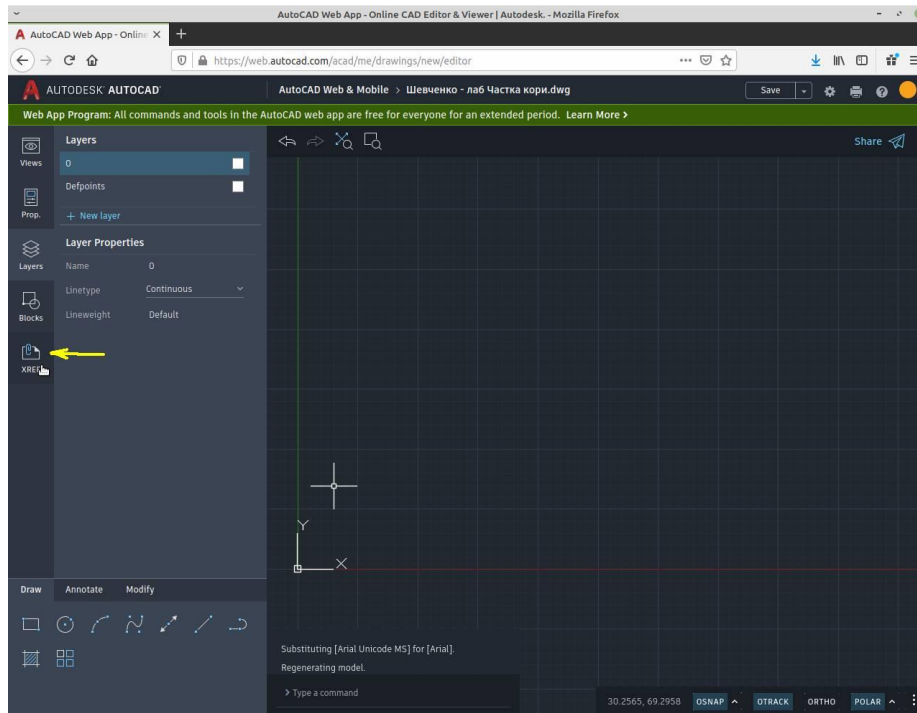 AutoCAD Web App - Online CAD Editor & Viewer | Autodesk. - Mozilla Firefox
AutoCAD Web App - Online
https://web.autocad.com/acad/me/drawings/new/editor
AUTODESK AUTOCAD
AutoCAD Web & Mobile > Шевченко - лаб Частка кори.dwg
Save
Web App Program: All commands and tools in the AutoCAD web app are free for everyone for an extended period. Learn More >
Views
Layers
Share
0
Defpoints
Prop.
+ New layer
Layer Properties
Layers
Name 0
Linetype Continuous
Blocks
Lineweight Default
XREF
Y
X
Draw Annotate Modify
Substituting [Arial Unicode MS] for [Arial].
Regenerating model.
> Type a command
30.2565, 69.2958 OSNAP OTRACK ORTHO POLAR